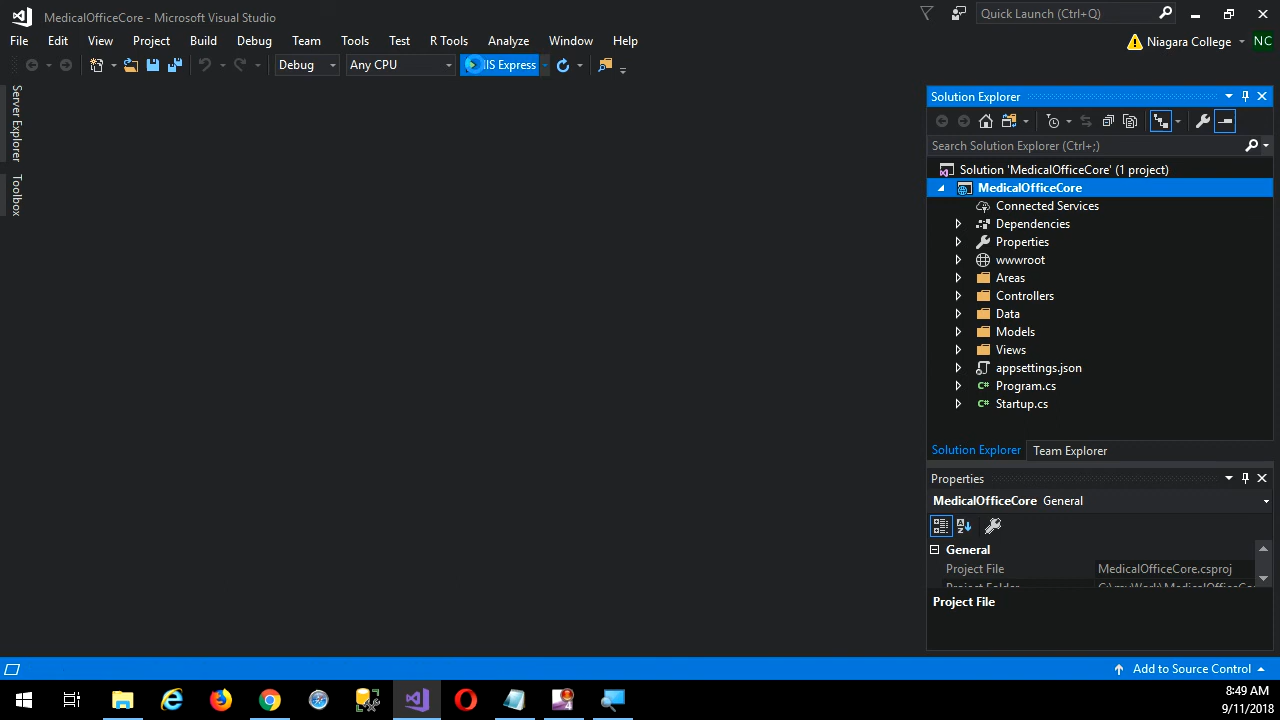 MedicalOfficeCore - Microsoft Visual Studio
Quick Launch (Ctrl+Q)
File Edit View Project Build Debug Team Tools Test R Tools Analyze Window Help
Niagara College NC
Debug Any CPU IIS Express
Server Explorer
Toolbox
Solution Explorer
Search Solution Explorer (Ctrl+;)
Solution 'MedicalOfficeCore' (1 project)
MedicalOfficeCore
Connected Services
Dependencies
Properties
wwwroot
Areas
Controllers
Data
Models
Views
appsettings.json
Program.cs
Startup.cs
Solution Explorer Team Explorer
Properties
MedicalOfficeCore General
General
Project File MedicalOfficeCore.csproj
Project Folder
Project File
Add to Source Control
8:49 AM
9/11/2018